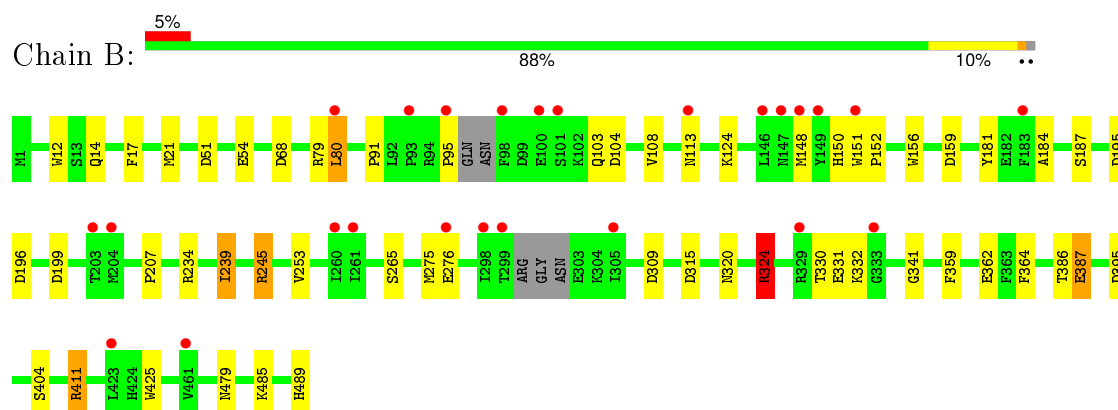 5%
Chain B:
88% 10% ••
M1 W12 S13 Q14 F17 M21 D51 E54 D68 R79 L80 P91 L92 P93 R94 P95 GLN ASN F98 D99 E100 S101 K102 Q103 D104 V108 N113 K124 L146 N147 M148 Y149 H150 W151 P152 W156 D159 Y181 E182 F183 A184 S187
D196 D199 T203 M204 P207 R234 I239 R245 V253 I260 I261 S265 M275 E276 I298 T299 ARG GLY ASN E303 K304 I305 D309 D315 N320 R324 R329 T330 E331 K332 G333 G341 F359 E362 F363 F364 T386 E387
S404 R411 L423 H424 W425 V461 N479 K485 H489